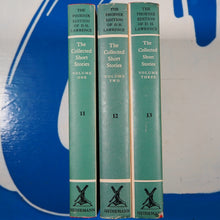 THE PHOENIX
EDITION
OF D. H.
LAWRENCE
The
Collected
Short
Stories
VOLUME
ONE
11
HEINEMANN
THE PHOENIX
EDITION
OF D. H.
LAWRENCE
The
Collected
Short
Stories
VOLUME
TWO
12
HEINEMANN
THE PHOENIX
EDITION
OF D. H.
LAWRENCE
The
Collected
Short
Stories
VOLUME
THREE
13
HEINEMANN